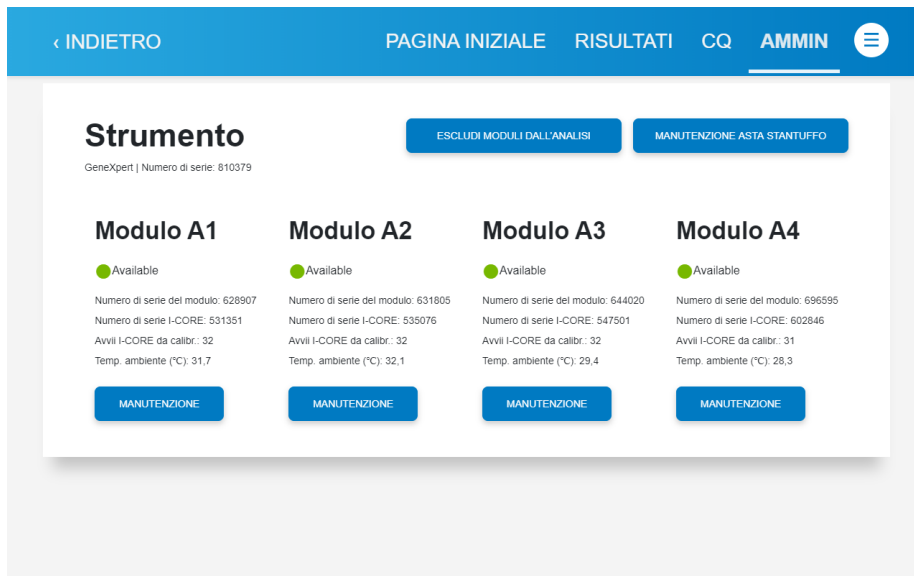 ‹ INDIETRO
PAGINA INIZIALE RISULTATI CQ AMMIN
Strumento
ESCLUDI MODULI DALL'ANALISI
MANUTENZIONE ASTA STANTUFFO
GeneXpert | Numero di serie: 810379
Modulo A1
Available
Numero di serie del modulo: 628907
Numero di serie I-CORE: 531351
Avvii I-CORE da calibr.: 32
Temp. ambiente (°C): 31,7
MANUTENZIONE
Modulo A2
Available
Numero di serie del modulo: 631805
Numero di serie I-CORE: 535076
Avvii I-CORE da calibr.: 32
Temp. ambiente (°C): 32,1
MANUTENZIONE
Modulo A3
Available
Numero di serie del modulo: 644020
Numero di serie I-CORE: 547501
Avvii I-CORE da calibr.: 32
Temp. ambiente (°C): 29,4
MANUTENZIONE
Modulo A4
Available
Numero di serie del modulo: 696595
Numero di serie I-CORE: 602846
Avvii I-CORE da calibr.: 31
Temp. ambiente (°C): 28,3
MANUTENZIONE